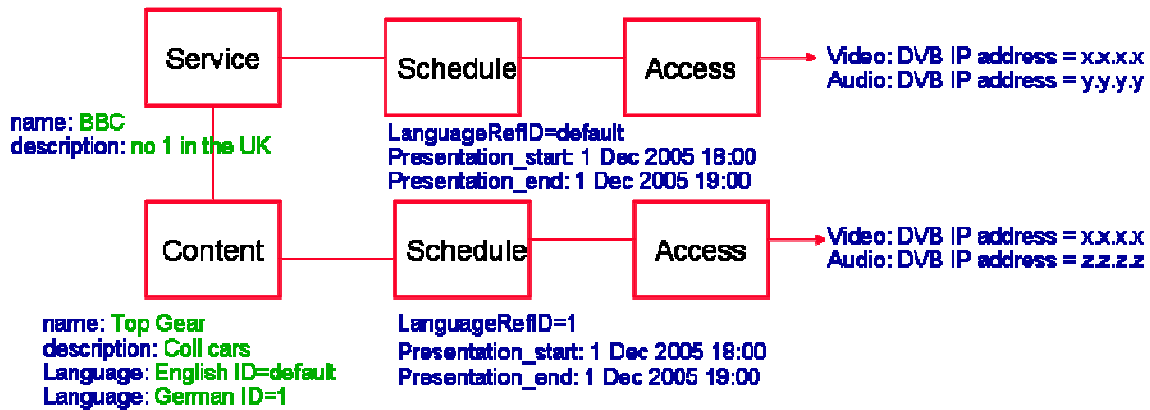 Service
Schedule
Access
Video: DVB IP address = x.x.x.x
Audio: DVB IP address = y.y.y.y
name: BBC
description: no 1 in the UK
LanguageRefID=default
Presentation_start: 1 Dec 2005 18:00
Presentation_end: 1 Dec 2005 19:00
Content
Schedule
Access
Video: DVB IP address = x.x.x.x
Audio: DVB IP address = z.z.z.z
name: Top Gear
description: Coll cars
Language: English ID=default
Language: German ID=1
LanguageRefID=1
Presentation_start: 1 Dec 2005 18:00
Presentation_end: 1 Dec 2005 19:00